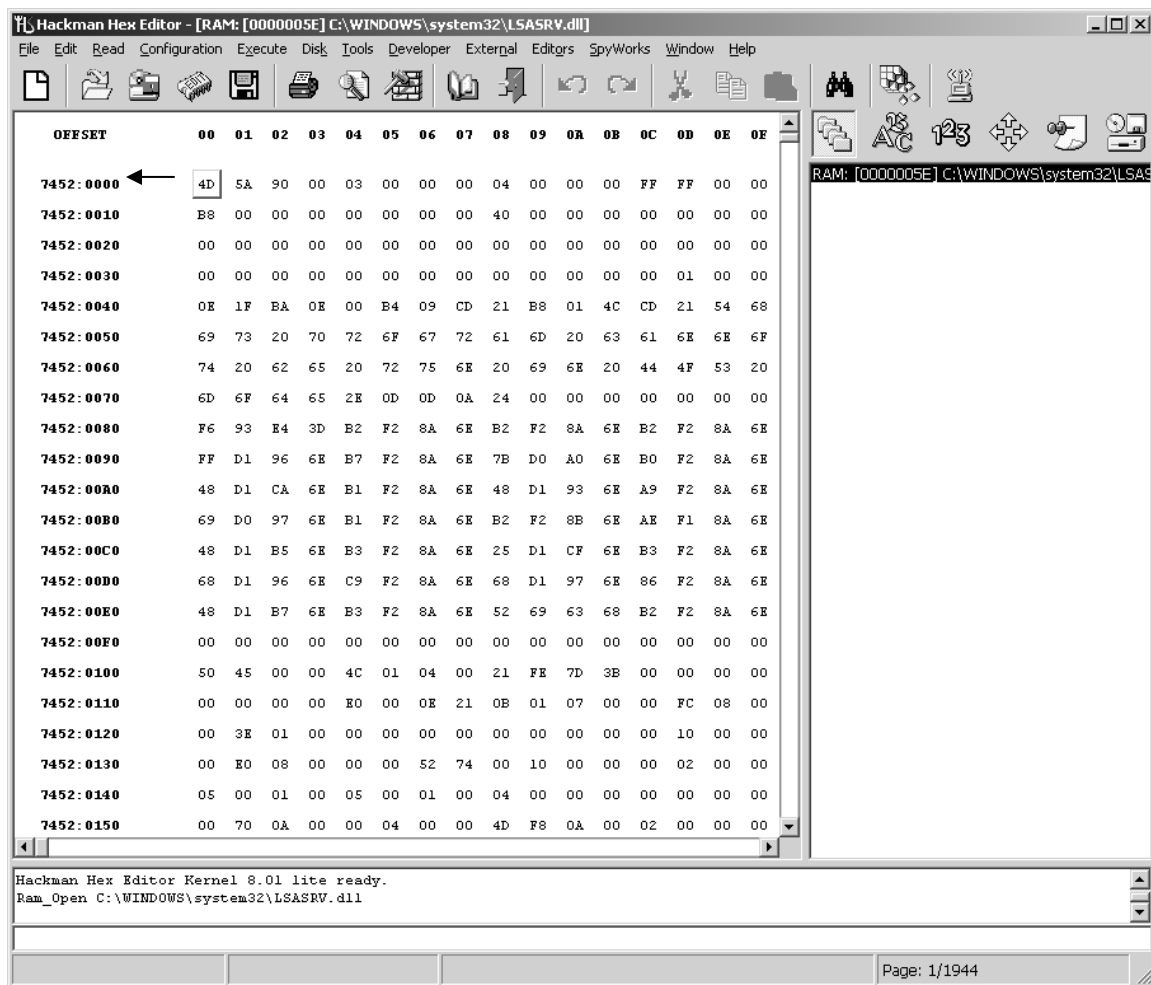 Hackman Hex Editor - [RAM: [0000005E] C:\WINDOWS\system32\LSASRV.dll]
File Edit Read Configuration Execute Disk Tools Developer External Editors SpyWorks Window Help
OFFSET 00 01 02 03 04 05 06 07 08 09 0A 0B 0C 0D 0E 0F
RAM: [0000005E] C:\WINDOWS\system32\LSAS
7452:0000 4D 5A 90 00 03 00 00 00 04 00 00 00 FF FF 00 00
7452:0010 B8 00 00 00 00 00 00 00 40 00 00 00 00 00 00 00
7452:0020 00 00 00 00 00 00 00 00 00 00 00 00 00 00 00 00
7452:0030 00 00 00 00 00 00 00 00 00 00 00 00 00 01 00 00
7452:0040 0E 1F BA 0E 00 B4 09 CD 21 B8 01 4C CD 21 54 68
7452:0050 69 73 20 70 72 6F 67 72 61 6D 20 63 61 6E 6E 6F
7452:0060 74 20 62 65 20 72 75 6E 20 69 6E 20 44 4F 53 20
7452:0070 6D 6F 64 65 2E 0D 0D 0A 24 00 00 00 00 00 00 00
7452:0080 F6 93 E4 3D B2 F2 8A 6E B2 F2 8A 6E B2 F2 8A 6E
7452:0090 FF D1 96 6E B7 F2 8A 6E 7B D0 A0 6E B0 F2 8A 6E
7452:00A0 48 D1 CA 6E B1 F2 8A 6E 48 D1 93 6E A9 F2 8A 6E
7452:00B0 69 D0 97 6E B1 F2 8A 6E B2 F2 8B 6E AE F1 8A 6E
7452:00C0 48 D1 B5 6E B3 F2 8A 6E 25 D1 CF 6E B3 F2 8A 6E
7452:00D0 68 D1 96 6E C9 F2 8A 6E 68 D1 97 6E 86 F2 8A 6E
7452:00E0 48 D1 B7 6E B3 F2 8A 6E 52 69 63 68 B2 F2 8A 6E
7452:00F0 00 00 00 00 00 00 00 00 00 00 00 00 00 00 00 00
7452:0100 50 45 00 00 4C 01 04 00 21 FE 7D 3B 00 00 00 00
7452:0110 00 00 00 00 E0 00 0E 21 0B 01 07 00 00 FC 08 00
7452:0120 00 3E 01 00 00 00 00 00 00 00 00 00 00 10 00 00
7452:0130 00 E0 08 00 00 00 52 74 00 10 00 00 00 02 00 00
7452:0140 05 00 01 00 05 00 01 00 04 00 00 00 00 00 00 00
7452:0150 00 70 0A 00 00 04 00 00 4D F8 0A 00 02 00 00 00
Hackman Hex Editor Kernel 8.01 lite ready.
Ram_Open C:\WINDOWS\system32\LSASRV.dll
Page: 1/1944